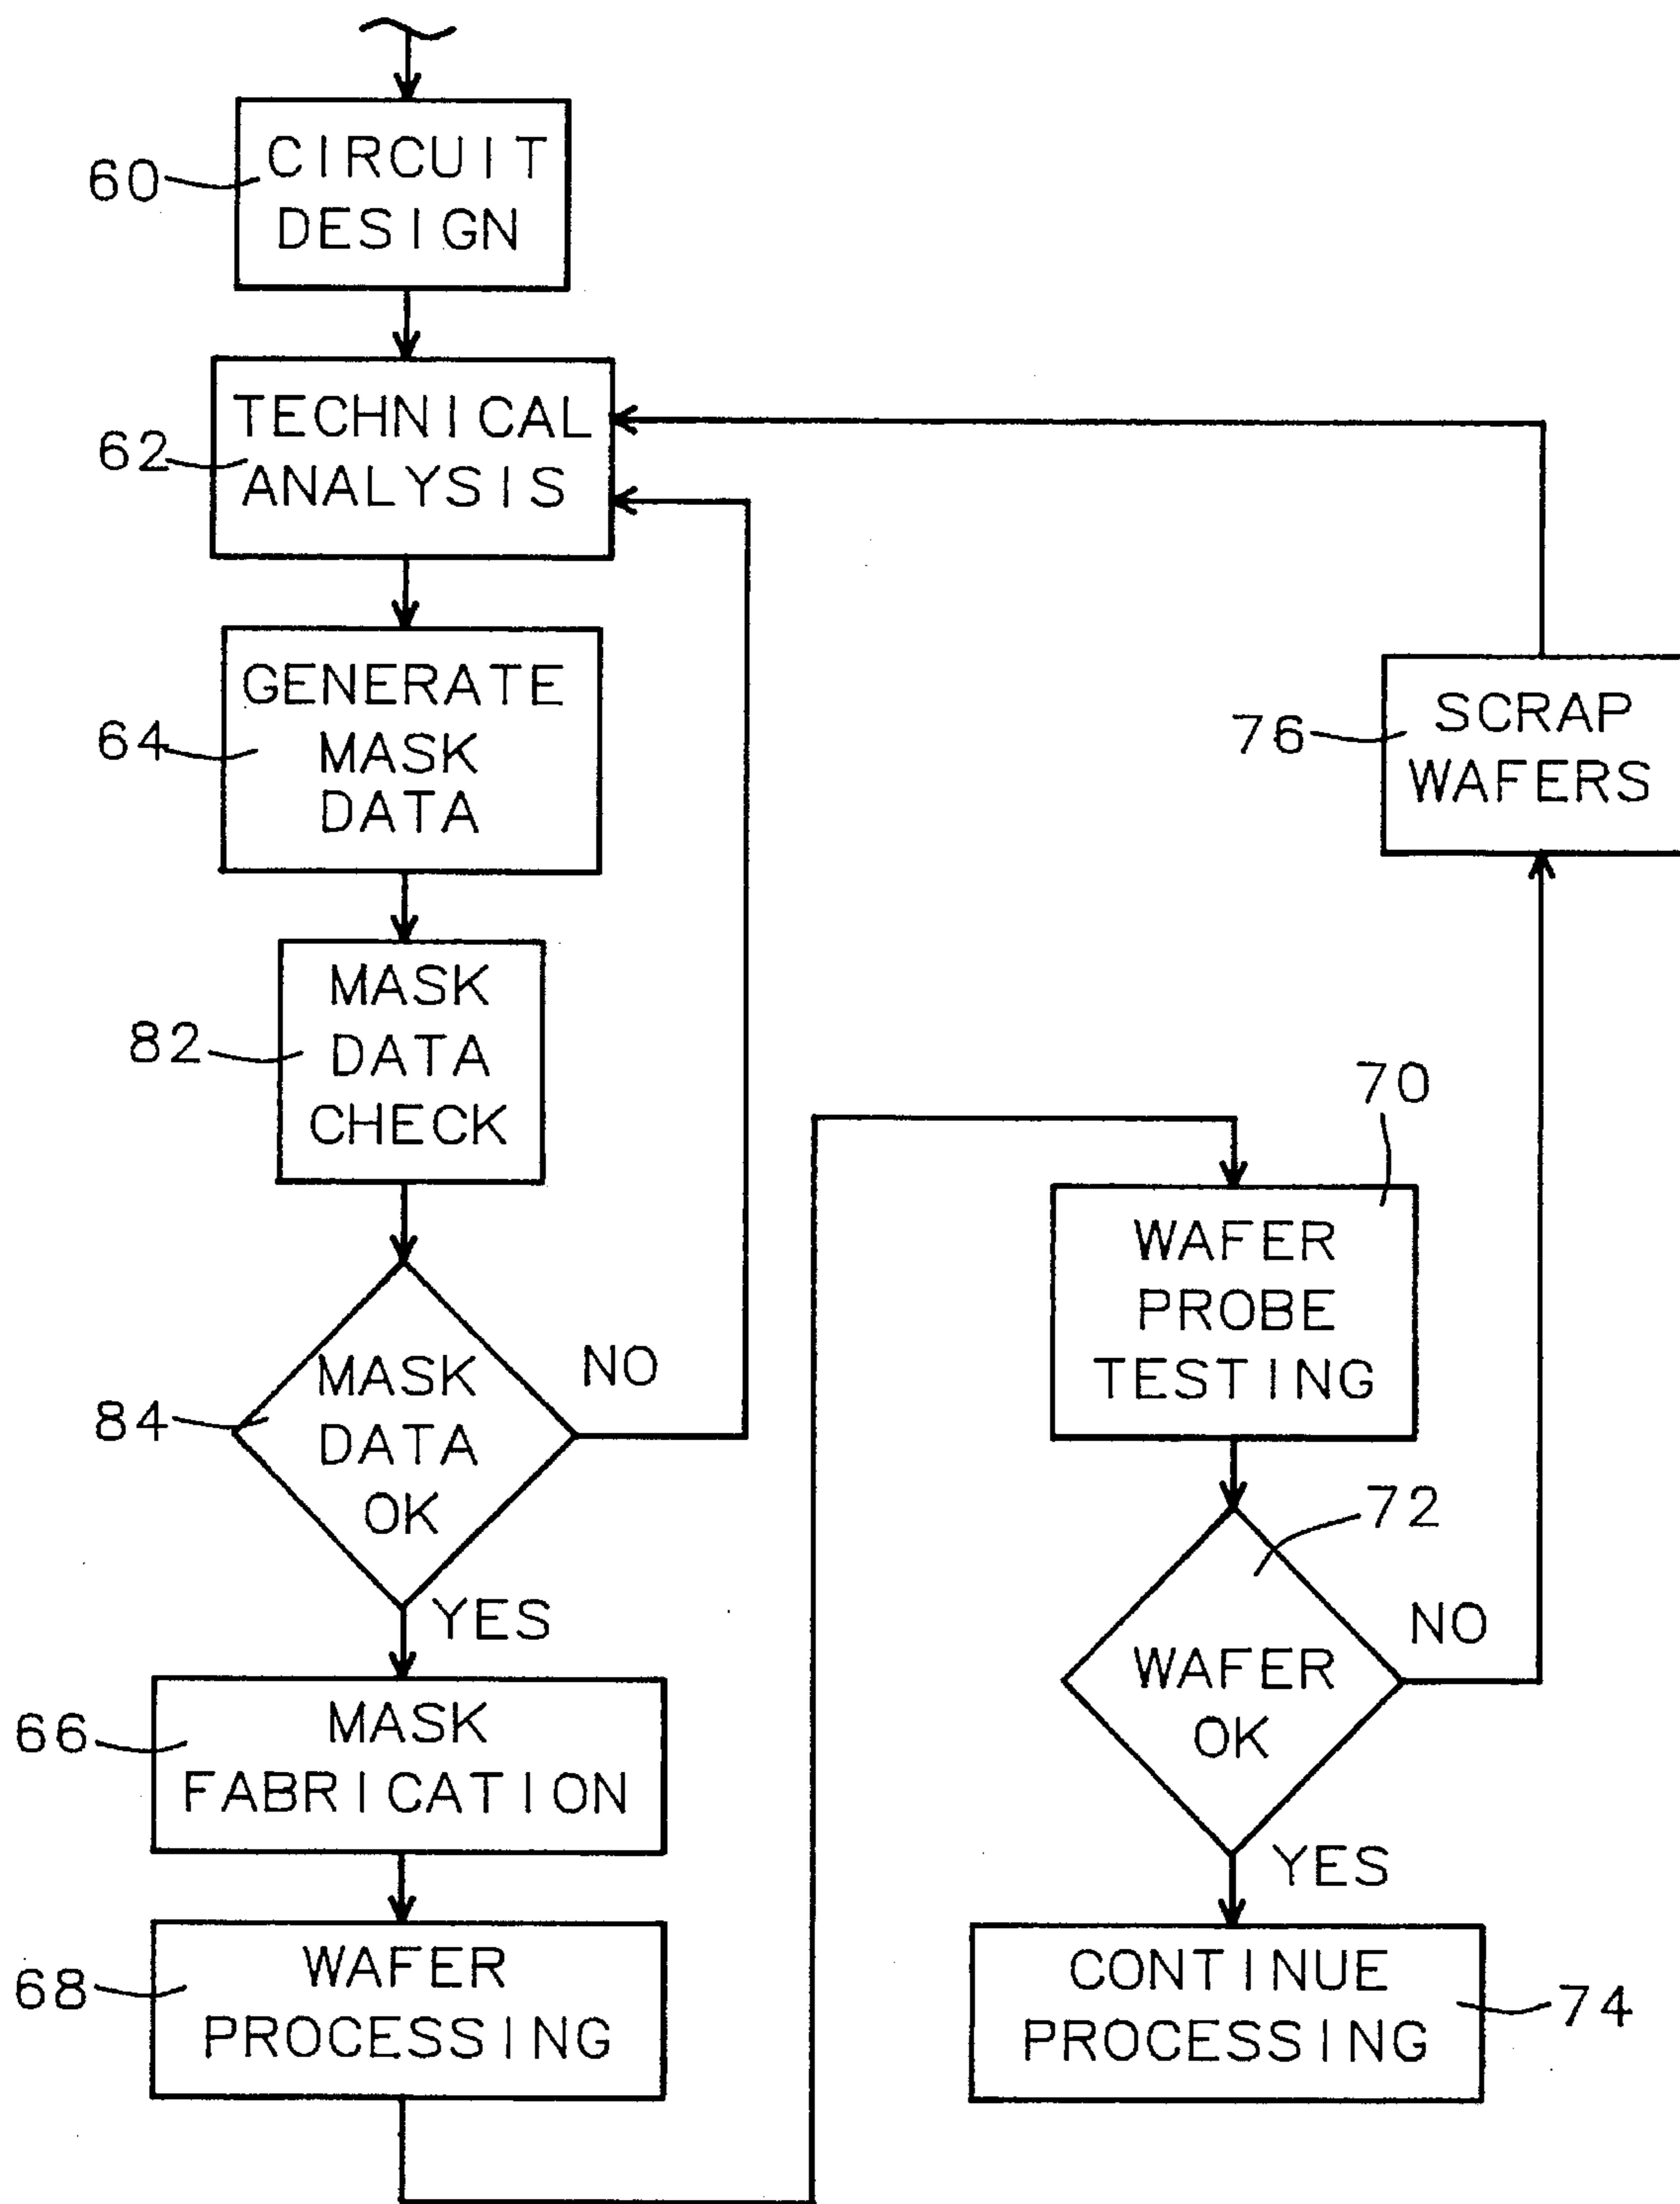 60
CIRCUIT
DESIGN
62
TECHNICAL
ANALYSIS
64
GENERATE
MASK
DATA
82
MASK
DATA
CHECK
84
MASK
DATA
OK
NO
YES
66
MASK
FABRICATION
68
WAFER
PROCESSING
70
WAFER
PROBE
TESTING
72
WAFER
OK
NO
YES
CONTINUE
PROCESSING
74
76
SCRAP
WAFERS